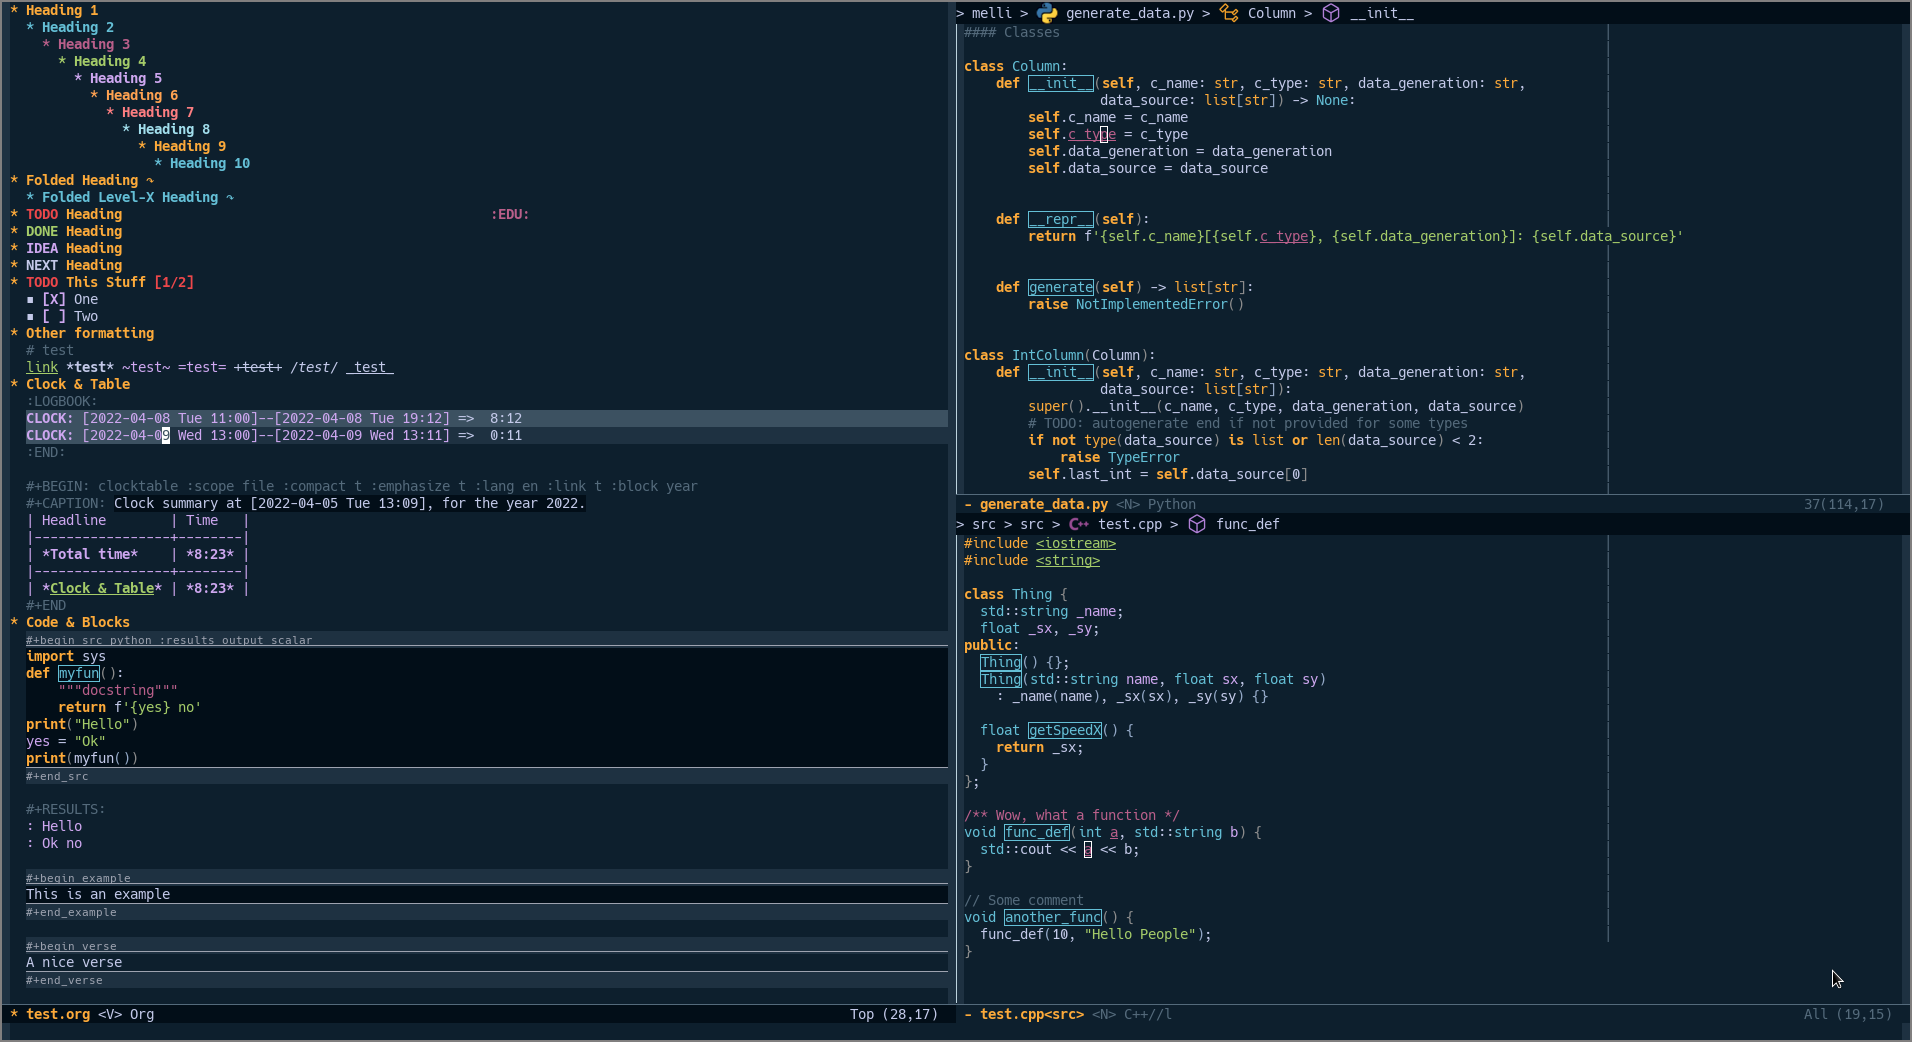 * Heading 1
* Heading 2
* Heading 3
* Heading 4
* Heading 5
* Heading 6
* Heading 7
* Heading 8
* Heading 9
* Heading 10
* Folded Heading ↷
* Folded Level-X Heading ↷
* TODO Heading :EDU:
* DONE Heading
* IDEA Heading
* NEXT Heading
* TODO This Stuff [1/2]
▪ [X] One
▪ [ ] Two
* Other formatting
# test
link *test* ~test~ =test= +test+ /test/ _test_
* Clock & Table
:LOGBOOK:
CLOCK: [2022-04-08 Tue 11:00]--[2022-04-08 Tue 19:12] =>  8:12
CLOCK: [2022-04-09 Wed 13:00]--[2022-04-09 Wed 13:11] =>  0:11
:END:
#+BEGIN: clocktable :scope file :compact t :emphasize t :lang en :link t :block year
#+CAPTION: Clock summary at [2022-04-05 Tue 13:09], for the year 2022.
| Headline        | Time   |
|-----------------+--------|
| *Total time*    | *8:23* |
|-----------------+--------|
| *Clock & Table* | *8:23* |
#+END
* Code & Blocks
#+begin_src python :results output scalar
import sys
def myfun():
    """docstring"""
    return f'{yes} no'
print("Hello")
yes = "Ok"
print(myfun())
#+end_src
#+RESULTS:
: Hello
: Ok no
#+begin_example
This is an example
#+end_example
#+begin_verse
A nice verse
#+end_verse
* test.org <V> Org Top (28,17)
> melli > generate_data.py > Column > __init__
#### Classes
class Column:
    def __init__(self, c_name: str, c_type: str, data_generation: str,
                 data_source: list[str]) -> None:
        self.c_name = c_name
        self.c_type = c_type
        self.data_generation = data_generation
        self.data_source = data_source
    def __repr__(self):
        return f'{self.c_name}[{self.c_type}, {self.data_generation}]: {self.data_source}'
    def generate(self) -> list[str]:
        raise NotImplementedError()
class IntColumn(Column):
    def __init__(self, c_name: str, c_type: str, data_generation: str,
                 data_source: list[str]):
        super().__init__(c_name, c_type, data_generation, data_source)
        # TODO: autogenerate end if not provided for some types
        if not type(data_source) is list or len(data_source) < 2:
            raise TypeError
        self.last_int = self.data_source[0]
- generate_data.py <N> Python 37(114,17)
> src > src > C++ test.cpp > func_def
#include <iostream>
#include <string>
class Thing {
  std::string _name;
  float _sx, _sy;
public:
  Thing() {};
  Thing(std::string name, float sx, float sy)
    : _name(name), _sx(sx), _sy(sy) {}
  float getSpeedX() {
    return _sx;
  }
};
/** Wow, what a function */
void func_def(int a, std::string b) {
  std::cout << a << b;
}
// Some comment
void another_func() {
  func_def(10, "Hello People");
}
- test.cpp<src> <N> C++//l All (19,15)